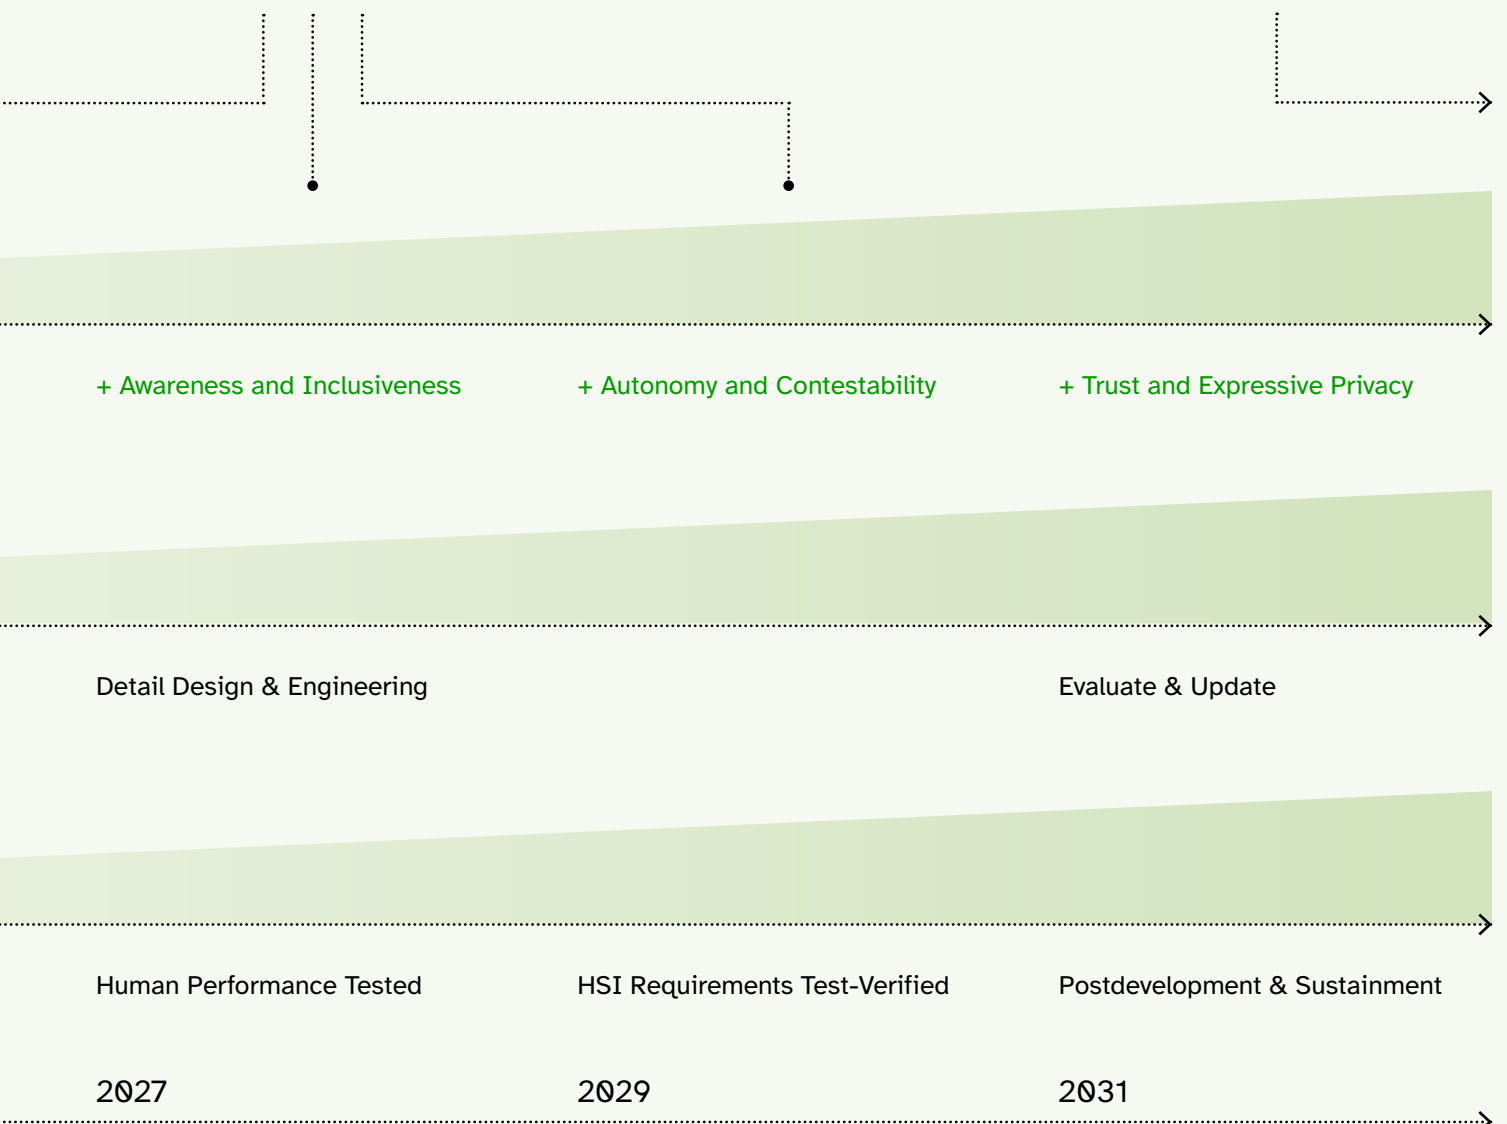 + Awareness and Inclusiveness
+ Autonomy and Contestability
+ Trust and Expressive Privacy
Detail Design & Engineering
Evaluate & Update
Human Performance Tested
HSI Requirements Test-Verified
Postdevelopment & Sustainment
2027
2029
2031